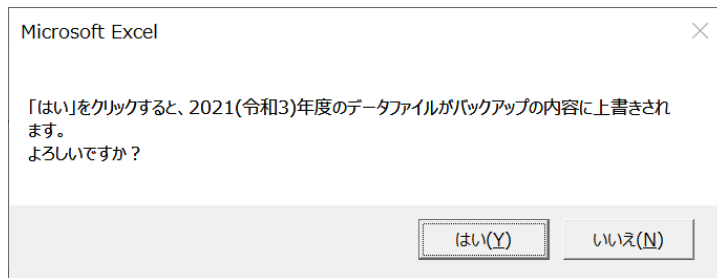 Microsoft Excel
「はい」をクリックすると、2021(令和3)年度のデータファイルがバックアップの内容に上書きされ
ます。
よろしいですか？
はい(Y)
いいえ(N)